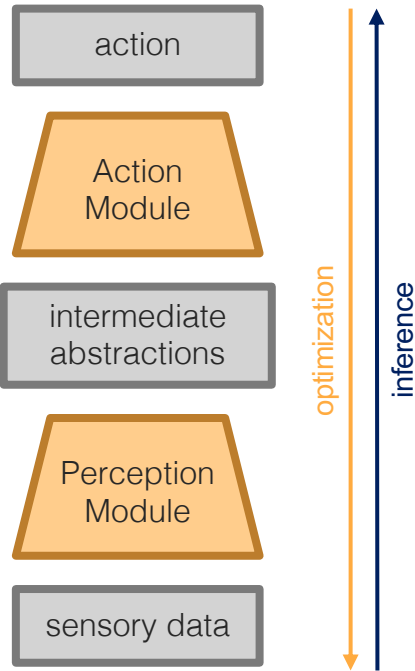 action
Action
Module
intermediate
abstractions
Perception
Module
sensory data
optimization
inference